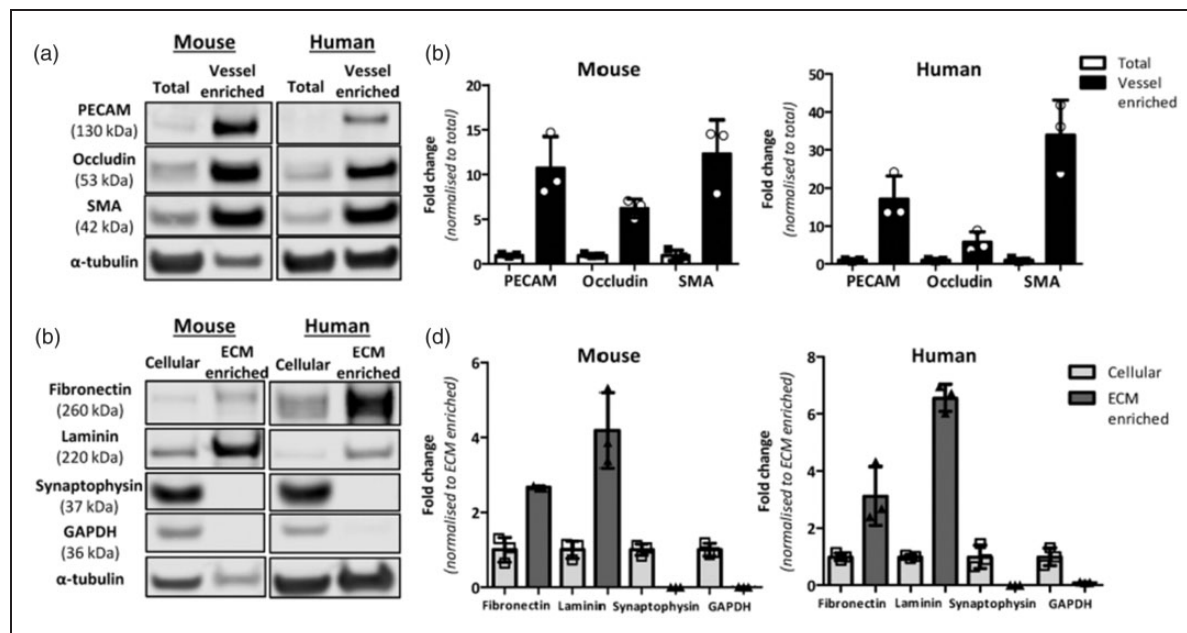 (a)
Mouse Human
Total Vessel enriched Total Vessel enriched
PECAM
(130 kDa)
Occludin
(53 kDa)
SMA
(42 kDa)
α-tubulin
(b)
Mouse
Fold change
(normalised to total)
20
15
10
5
0
PECAM Occludin SMA
Human
Fold change
(normalised to total)
50
40
30
20
10
0
PECAM Occludin SMA
Total
Vessel
enriched
(b)
Mouse Human
Cellular ECM enriched Cellular ECM enriched
Fibronectin
(260 kDa)
Laminin
(220 kDa)
Synaptophysin
(37 kDa)
GAPDH
(36 kDa)
α-tubulin
(d)
Mouse
Fold change
(normalised to ECM enriched)
6
4
2
0
Fibronectin Laminin Synaptophysin GAPDH
Human
Fold change
(normalised to ECM enriched)
8
6
4
2
0
Fibronectin Laminin Synaptophysin GAPDH
Cellular
ECM
enriched